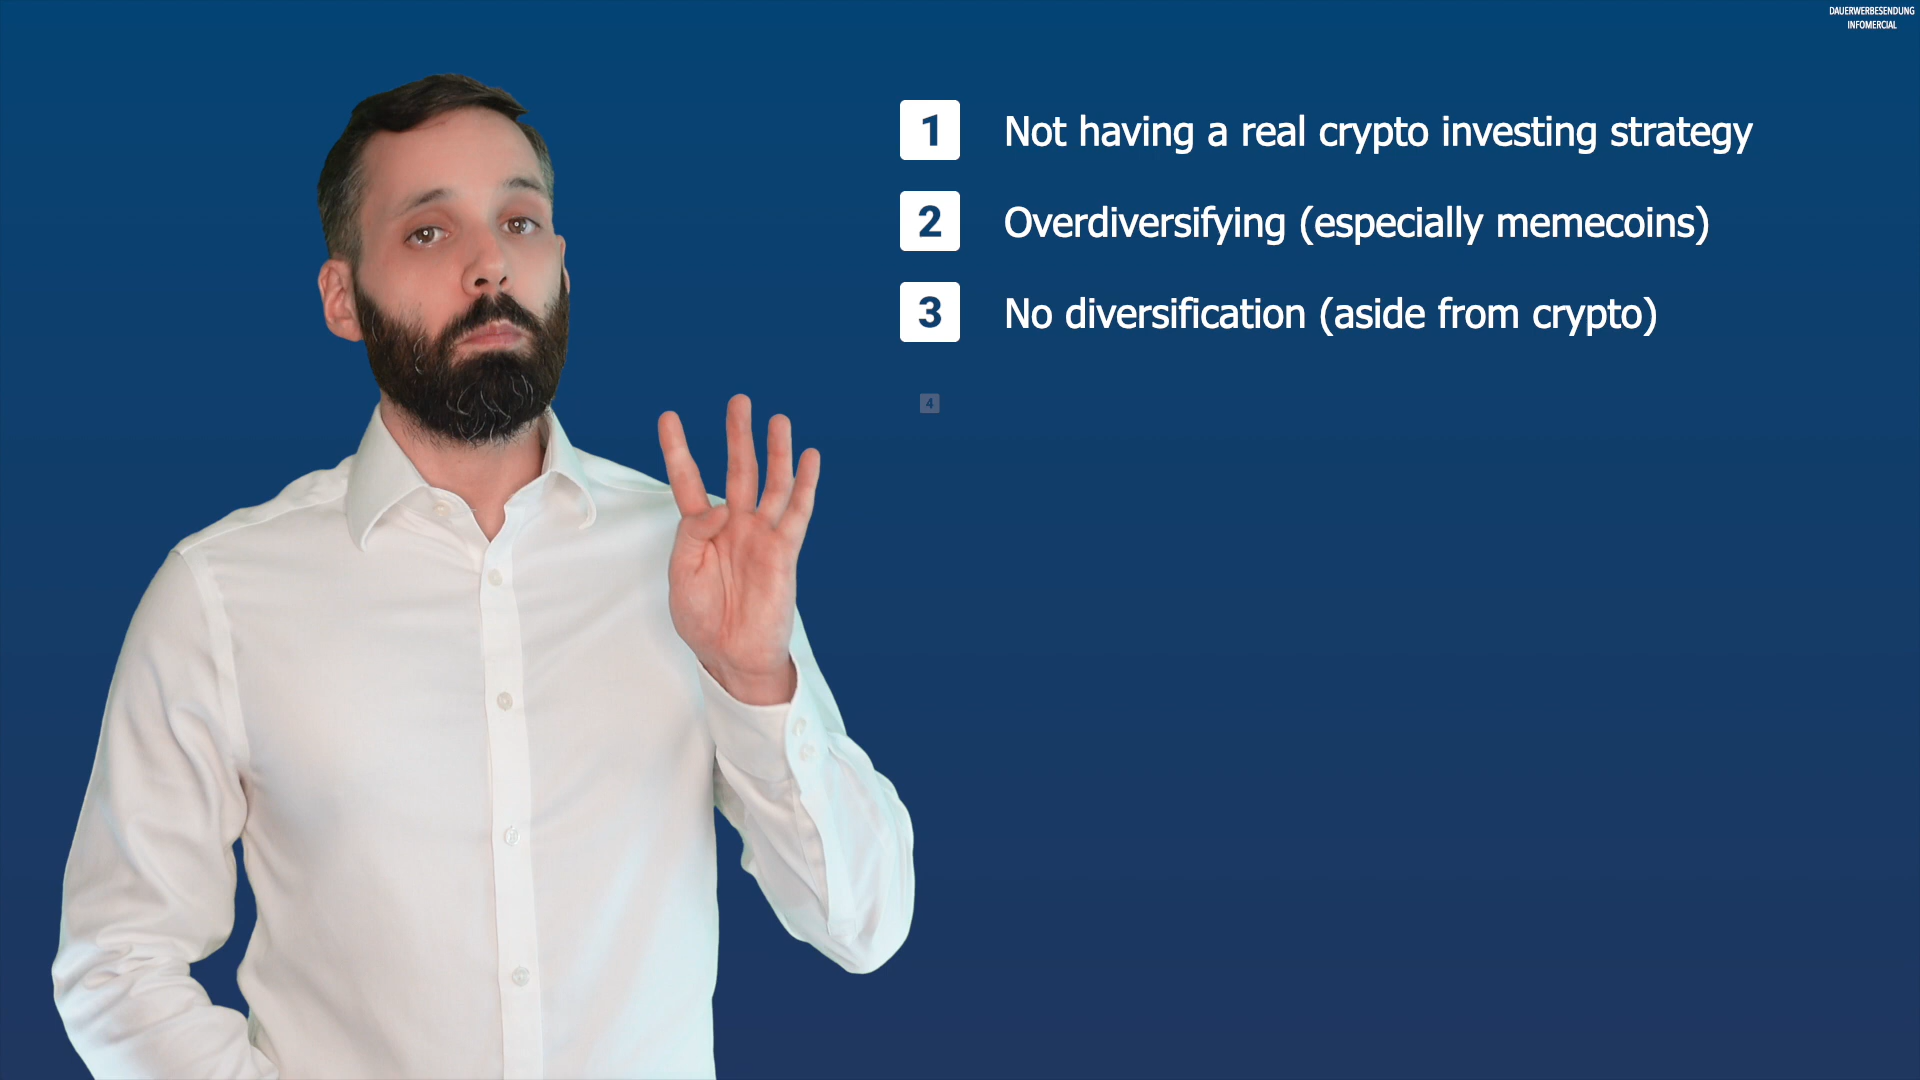 DAUERWERBESENDUNG
INFOMERCIAL
1 Not having a real crypto investing strategy
2 Overdiversifying (especially memecoins)
3 No diversification (aside from crypto)
4